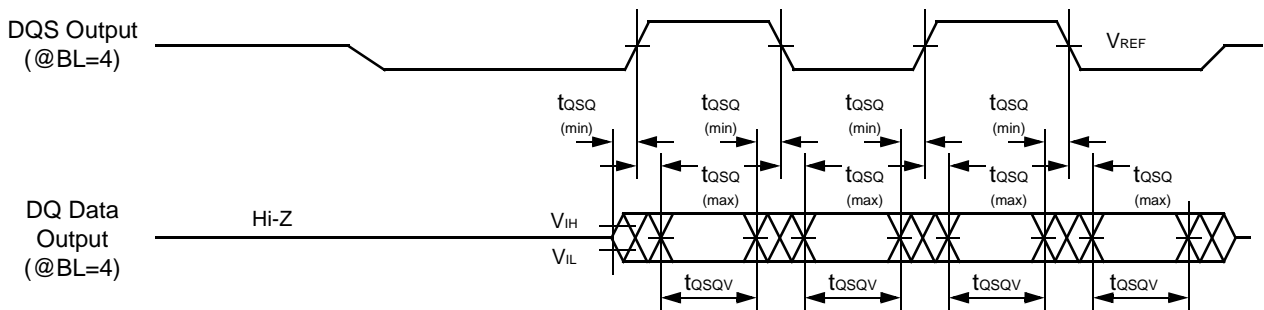 DQS Output
(@BL=4)
VREF
tQSQ
(min)
tQSQ
(min)
tQSQ
(min)
tQSQ
(min)
tQSQ
(max)
tQSQ
(max)
tQSQ
(max)
tQSQ
(max)
DQ Data
Output
(@BL=4)
Hi-Z
VIH
VIL
tQSQV
tQSQV
tQSQV
tQSQV